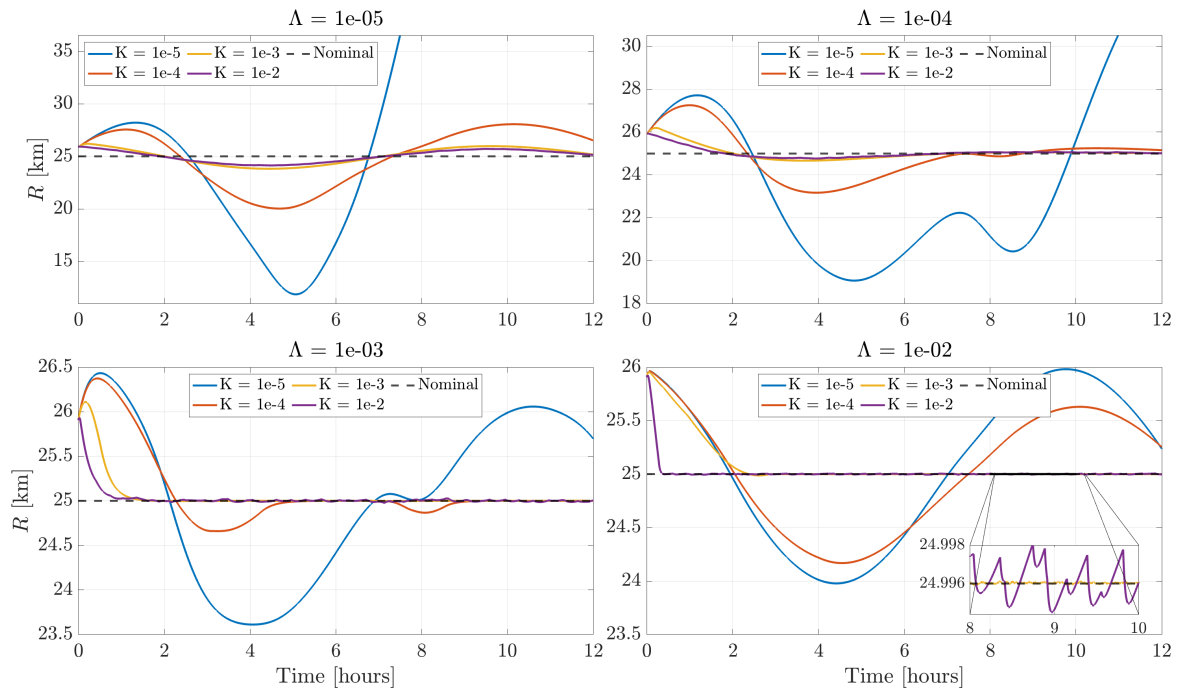 Λ = 1e-05
K = 1e-5 K = 1e-3 Nominal
K = 1e-4 K = 1e-2
35
30
25
20
15
R [km]
0 2 4 6 8 10 12
Λ = 1e-04
K = 1e-5 K = 1e-3
K = 1e-4 K = 1e-2 Nominal
30
28
26
24
22
20
18
0 2 4 6 8 10 12
Λ = 1e-03
K = 1e-5 K = 1e-3 Nominal
K = 1e-4 K = 1e-2
26.5
26
25.5
25
24.5
24
23.5
R [km]
0 2 4 6 8 10 12
Time [hours]
Λ = 1e-02
K = 1e-5 K = 1e-3 Nominal
K = 1e-4 K = 1e-2
26
25.5
25
24.5
24
23.5
24.998
24.996
8 9 10
0 2 4 6 8 10 12
Time [hours]